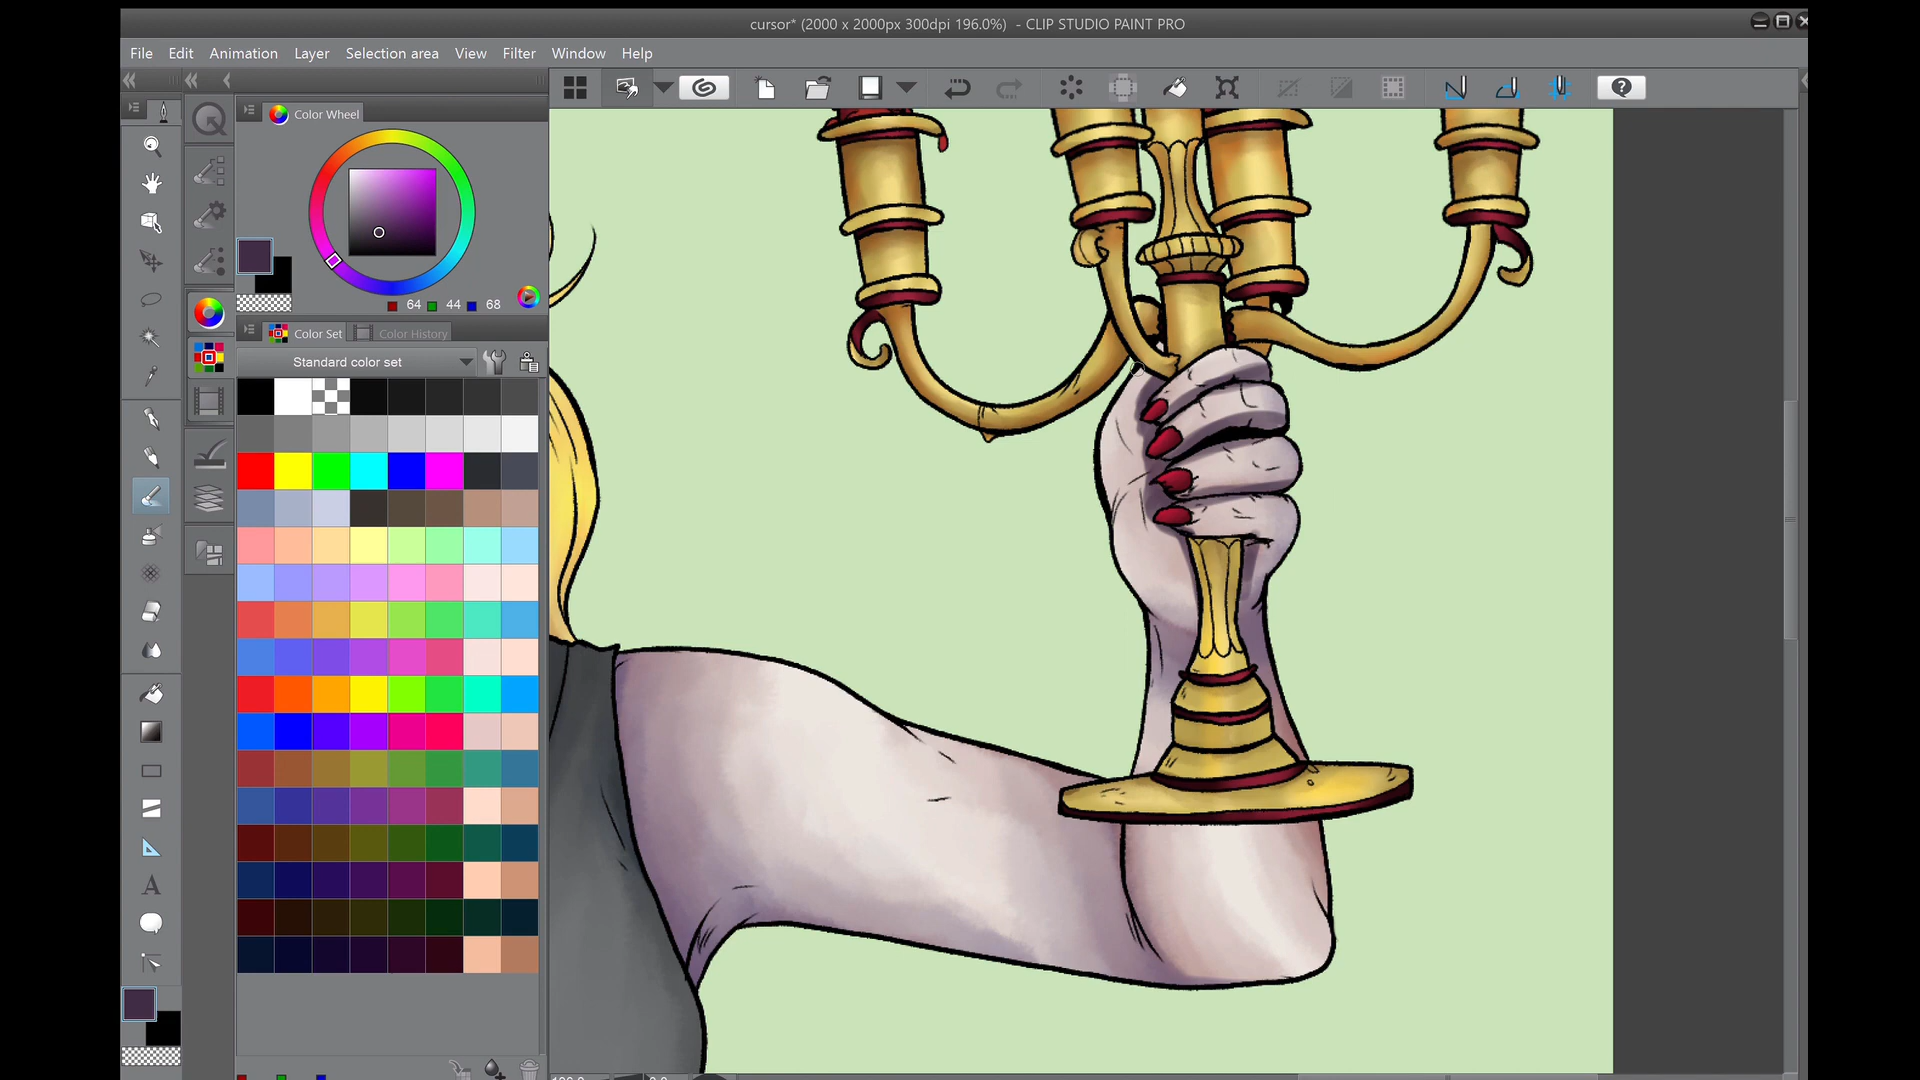 cursor* (2000 x 2000px 300dpi 196.0%) - CLIP STUDIO PAINT PRO
File Edit Animation Layer Selection area View Filter Window Help
Color Wheel
64 44 68
Color Set Color History
Standard color set
A